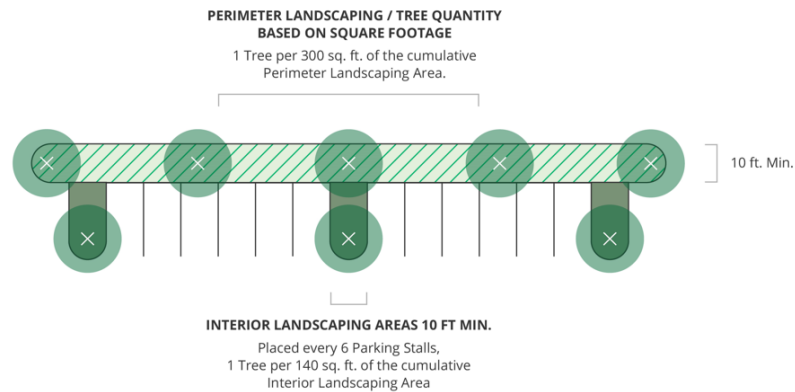 PERIMETER LANDSCAPING / TREE QUANTITY
BASED ON SQUARE FOOTAGE
1 Tree per 300 sq. ft. of the cumulative
Perimeter Landscaping Area.
10 ft. Min.
INTERIOR LANDSCAPING AREAS 10 FT MIN.
Placed every 6 Parking Stalls,
1 Tree per 140 sq. ft. of the cumulative
Interior Landscaping Area